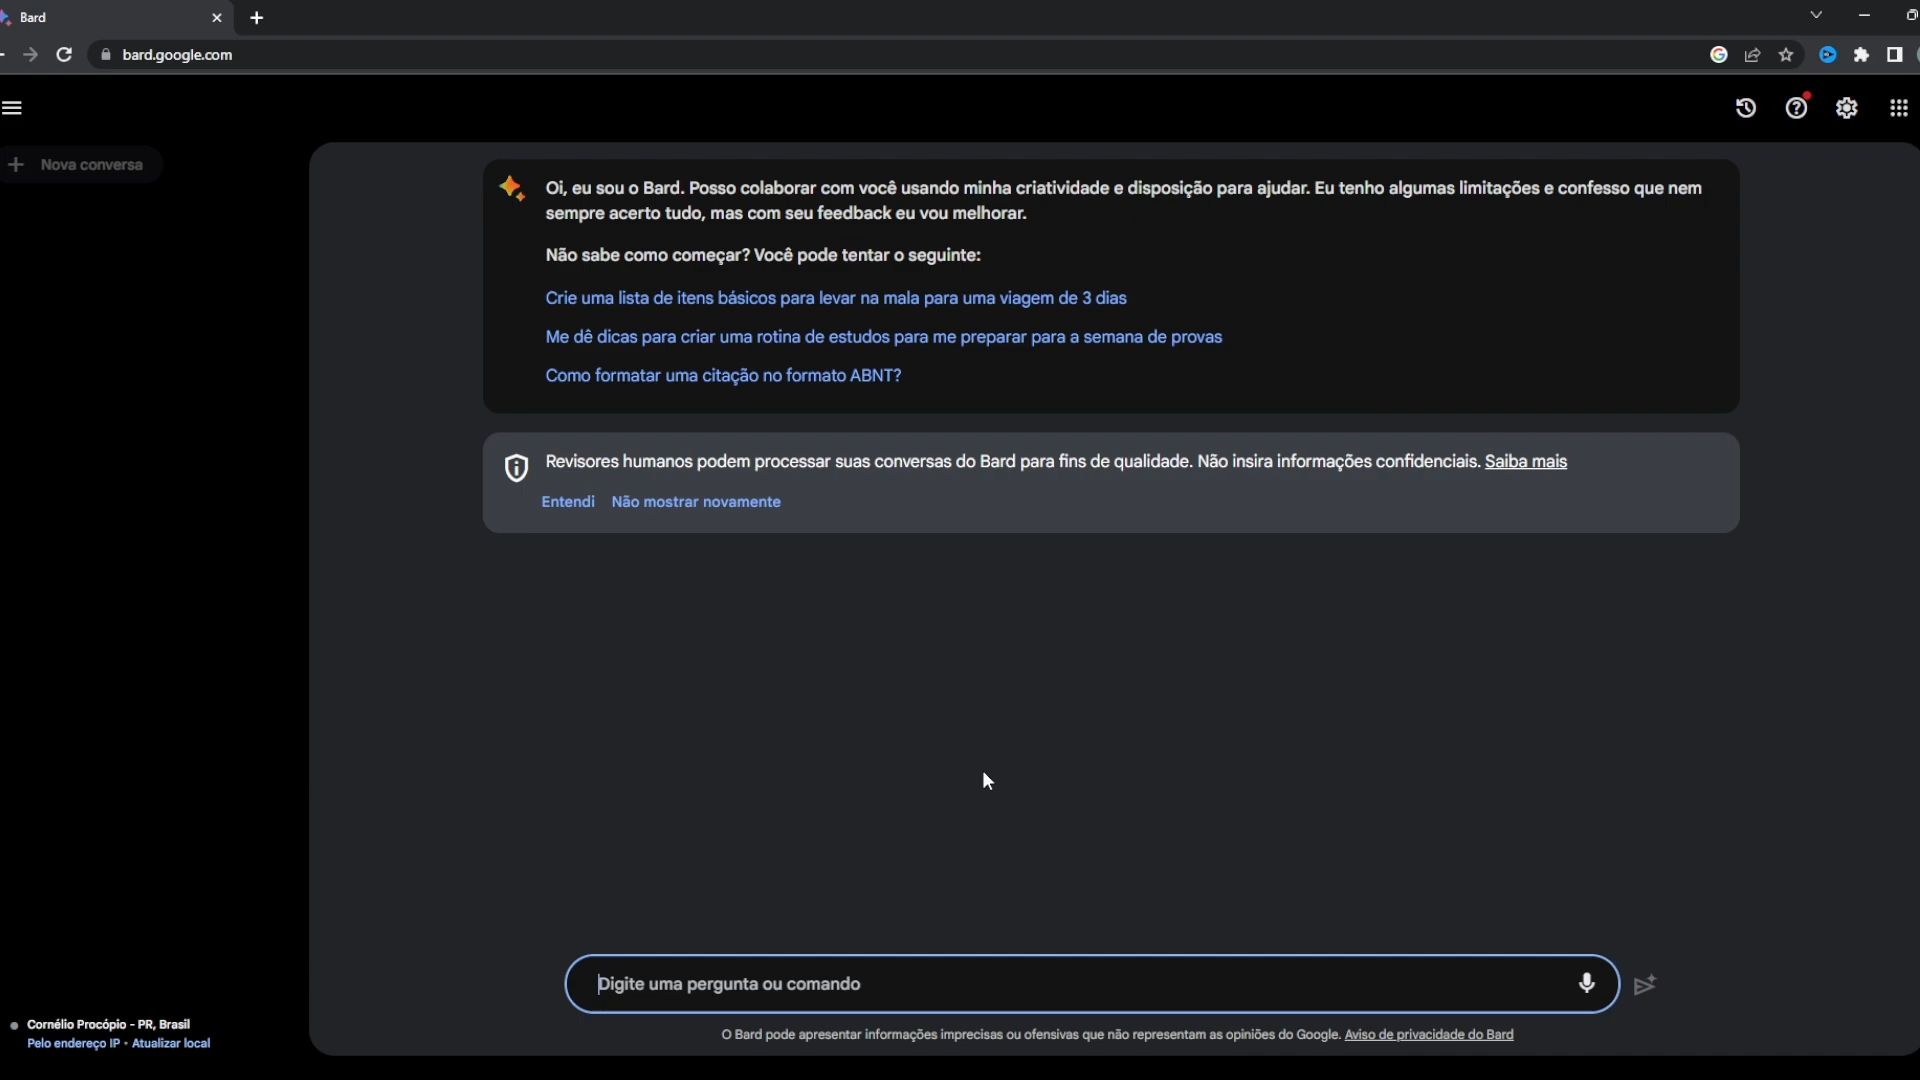 Bard
bard.google.com
Nova conversa
Oi, eu sou o Bard. Posso colaborar com você usando minha criatividade e disposição para ajudar. Eu tenho algumas limitações e confesso que nem
sempre acerto tudo, mas com seu feedback eu vou melhorar.
Não sabe como começar? Você pode tentar o seguinte:
Crie uma lista de itens básicos para levar na mala para uma viagem de 3 dias
Me dê dicas para criar uma rotina de estudos para me preparar para a semana de provas
Como formatar uma citação no formato ABNT?
Revisores humanos podem processar suas conversas do Bard para fins de qualidade. Não insira informações confidenciais. Saiba mais
Entendi Não mostrar novamente
Digite uma pergunta ou comando
Cornélio Procópio - PR, Brasil
Pelo endereço IP • Atualizar local
O Bard pode apresentar informações imprecisas ou ofensivas que não representam as opiniões do Google. Aviso de privacidade do Bard